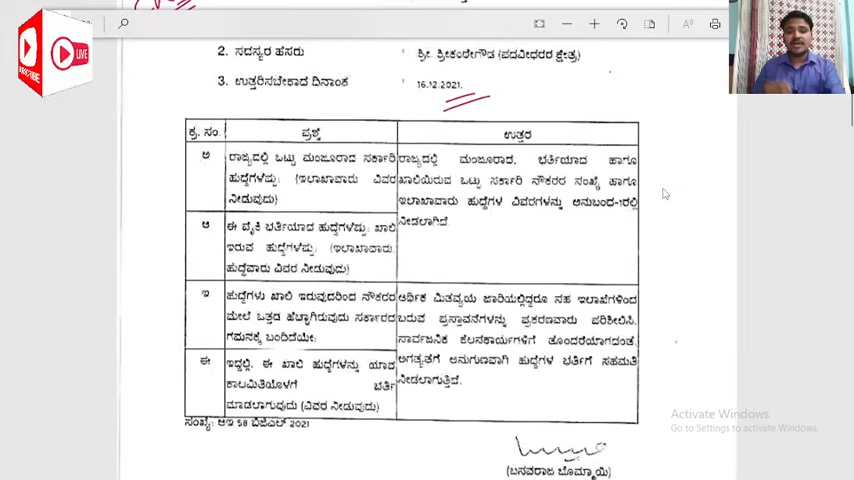 SUBSCRIBE
LIVE
2. ಸದಸ್ಯರ ಹೆಸರು : ಶ್ರೀ. ಶ್ರೀಕಂಠೇಗೌಡ (ಪದವೀಧರರ ಕ್ಷೇತ್ರ)
3. ಉತ್ತರಿಸಬೇಕಾದ ದಿನಾಂಕ : 16.12.2021.
ಕ್ರ. ಸಂ. ಪ್ರಶ್ನೆ ಉತ್ತರ
ಅ ರಾಜ್ಯದಲ್ಲಿ ಒಟ್ಟು ಮಂಜೂರಾದ ಸರ್ಕಾರಿ
ಹುದ್ದೆಗಳೆಷ್ಟು; (ಇಲಾಖಾವಾರು ವಿವರ
ನೀಡುವುದು)
ಆ ಈ ಪೈಕಿ ಭರ್ತಿಯಾದ ಹುದ್ದೆಗಳೆಷ್ಟು; ಖಾಲಿ
ಇರುವ ಹುದ್ದೆಗಳೆಷ್ಟು; (ಇಲಾಖಾವಾರು,
ಹುದ್ದೆವಾರು ವಿವರ ನೀಡುವುದು)
ರಾಜ್ಯದಲ್ಲಿ ಮಂಜೂರಾದ, ಭರ್ತಿಯಾದ ಹಾಗೂ
ಖಾಲಿಯಿರುವ ಒಟ್ಟು ಸರ್ಕಾರಿ ನೌಕರರ ಸಂಖ್ಯೆ ಹಾಗೂ
ಇಲಾಖಾವಾರು ಹುದ್ದೆಗಳ ವಿವರಗಳನ್ನು ಅನುಬಂಧ-1ರಲ್ಲಿ
ನೀಡಲಾಗಿದೆ.
ಇ ಹುದ್ದೆಗಳು ಖಾಲಿ ಇರುವುದರಿಂದ ನೌಕರರ
ಮೇಲೆ ಒತ್ತಡ ಹೆಚ್ಚಾಗಿರುವುದು ಸರ್ಕಾರದ
ಗಮನಕ್ಕೆ ಬಂದಿದೆಯೇ;
ಈ ಇದ್ದಲ್ಲಿ, ಈ ಖಾಲಿ ಹುದ್ದೆಗಳನ್ನು ಯಾವ
ಕಾಲಮಿತಿಯೊಳಗೆ ಭರ್ತಿ
ಮಾಡಲಾಗುವುದು (ವಿವರ ನೀಡುವುದು)
ಆರ್ಥಿಕ ಮಿತವ್ಯಯ ಜಾರಿಯಲ್ಲಿದ್ದರೂ ಸಹ ಇಲಾಖೆಗಳಿಂದ
ಬರುವ ಪ್ರಸ್ತಾವನೆಗಳನ್ನು ಪ್ರಕರಣವಾರು ಪರಿಶೀಲಿಸಿ,
ಸಾರ್ವಜನಿಕ ಕೆಲಸಕಾರ್ಯಗಳಿಗೆ ತೊಂದರೆಯಾಗದಂತೆ,
ಅಗತ್ಯತೆಗೆ ಅನುಗುಣವಾಗಿ ಹುದ್ದೆಗಳ ಭರ್ತಿಗೆ ಸಹಮತಿ
ನೀಡಲಾಗುತ್ತಿದೆ.
ಸಂಖ್ಯೆ: ಆಇ 58 ಬಿಜಿಎಲ್ 2021
(ಬಸವರಾಜ ಬೊಮ್ಮಾಯಿ)
Activate Windows
Go to Settings to activate Windows.